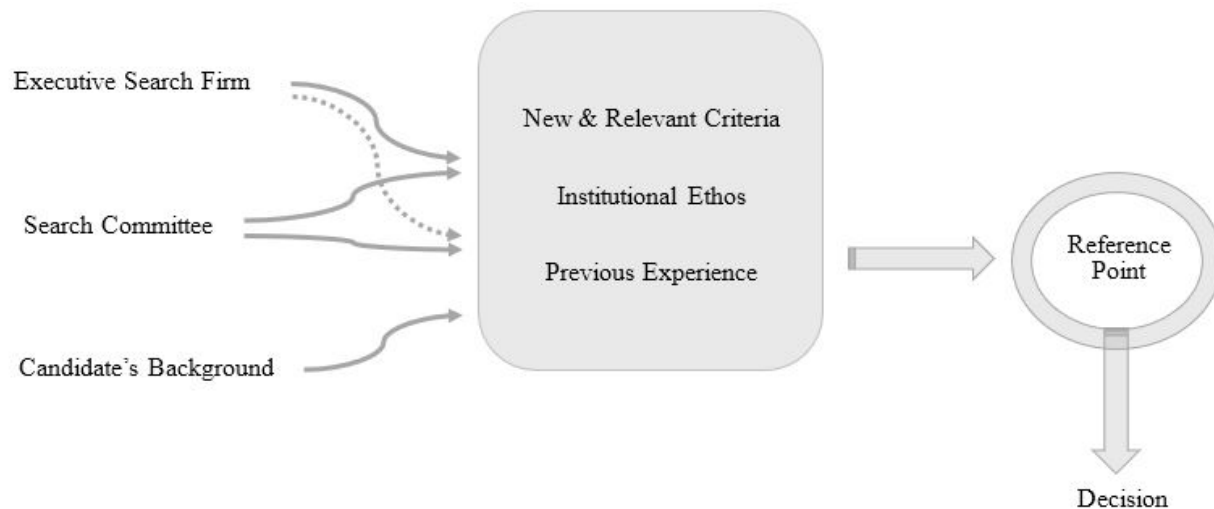 Executive Search Firm
Search Committee
Candidate’s Background
New & Relevant Criteria
Institutional Ethos
Previous Experience
Reference
Point
Decision